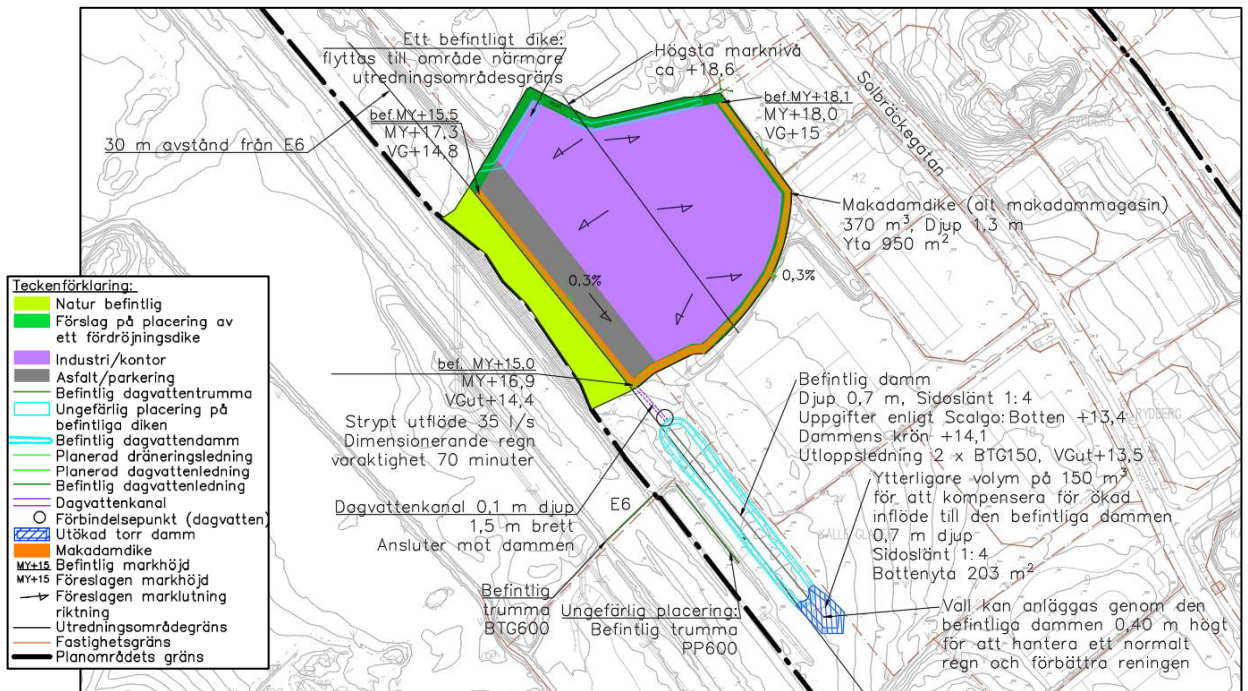 Ett befintligt dike:
flyttas till område närmare
utredningsområdesgräns
Högsta marknivå
ca +18,6
Solbräckegatan
RYDBERG
6
30 m avstånd från E6
bef.MY+15,5
MY+17,3
VG+14,8
bef.MY+18,1
MY+18,0
VG+15
12
Makadamdike (alt makadammagasin)
370 m³, Djup 1,3 m
Yta 950 m²
7
2
0,3%
0,3%
Teckenförklaring:
Natur befintlig
Förslag på placering av
ett fördröjningsdike
Industri/kontor
Asfalt/parkering
Befintlig dagvattentrumma
Ungefärlig placering på
befintliga diken
Befintlig dagvattendamm
Planerad dräneringsledning
Planerad dagvattenledning
Befintlig dagvattenledning
Dagvattenkanal
Förbindelsepunkt (dagvatten)
Utökad torr damm
Makadamdike
MY+15 Befintlig markhöjd
MY+15 Föreslagen markhöjd
Föreslagen marklutning
riktning
Utredningsområdegräns
Fastighetsgräns
Planområdets gräns
bef. MY+15,0
MY+16,9
VGut+14,4
Strypt utflöde 35 l/s
Dimensionerande regn
varaktighet 70 minuter
5
Befintlig damm
Djup 0,7 m, Sidoslänt 1:4
Uppgifter enligt Scalgo: Botten +13,4
Dammens krön +14,1
Utloppsledning 2 x BTG150, VGut+13,5
RYDBERG
10
Dagvattenkanal 0,1 m djup
1,5 m brett
Ansluter mot dammen
E6
Ytterligare volym på 150 m³
för att kompensera för ökad
inflöde till den befintliga dammen
0,7 m djup
Sidoslänt 1:4
Bottenyta 203 m²
Befintlig
trumma
BTG600
Ungefärlig placering:
Befintlig trumma
PP600
Väll kan anläggas genom den
befintliga dammen 0,40 m högt
för att hantera ett normalt
regn och förbättra reningen